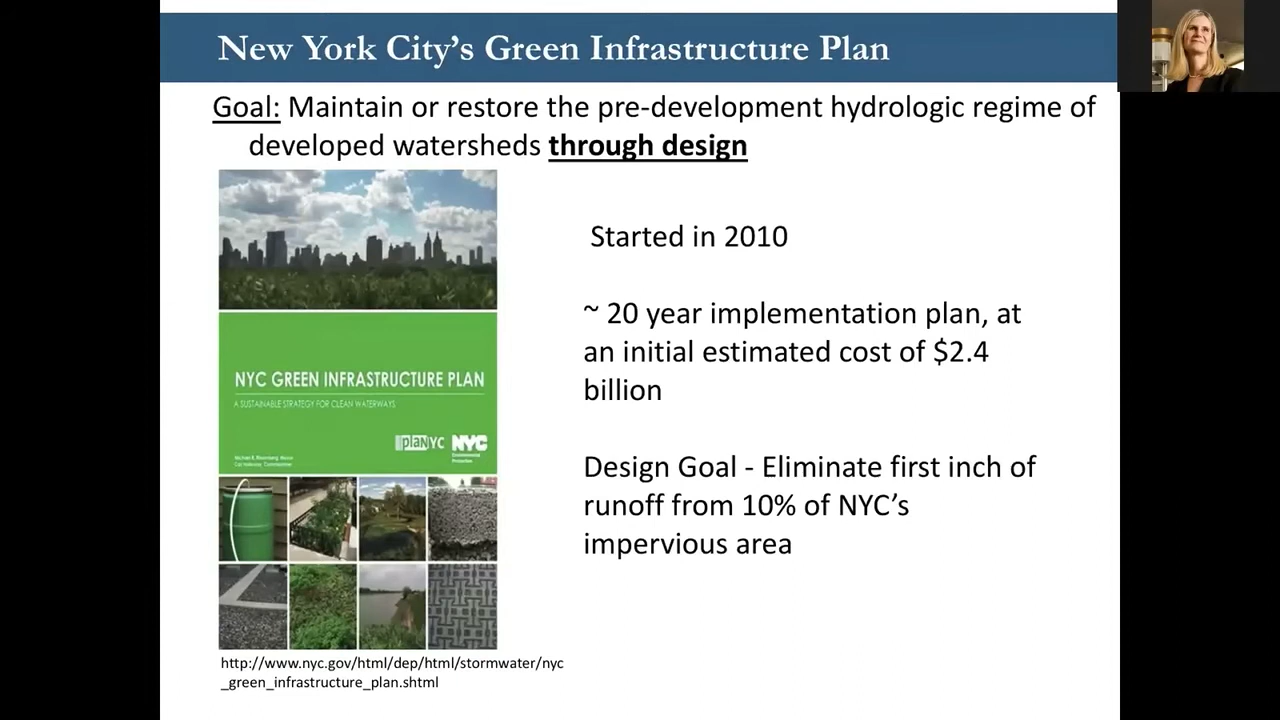 New York City’s Green Infrastructure Plan
Goal: Maintain or restore the pre-development hydrologic regime of
developed watersheds through design
Started in 2010
~ 20 year implementation plan, at
an initial estimated cost of $2.4
billion
Design Goal - Eliminate first inch of
runoff from 10% of NYC’s
impervious area
NYC GREEN INFRASTRUCTURE PLAN
A SUSTAINABLE STRATEGY FOR CLEAN WATERWAYS
plaNYC NYC
Environmental
Protection
http://www.nyc.gov/html/dep/html/stormwater/nyc
_green_infrastructure_plan.shtml